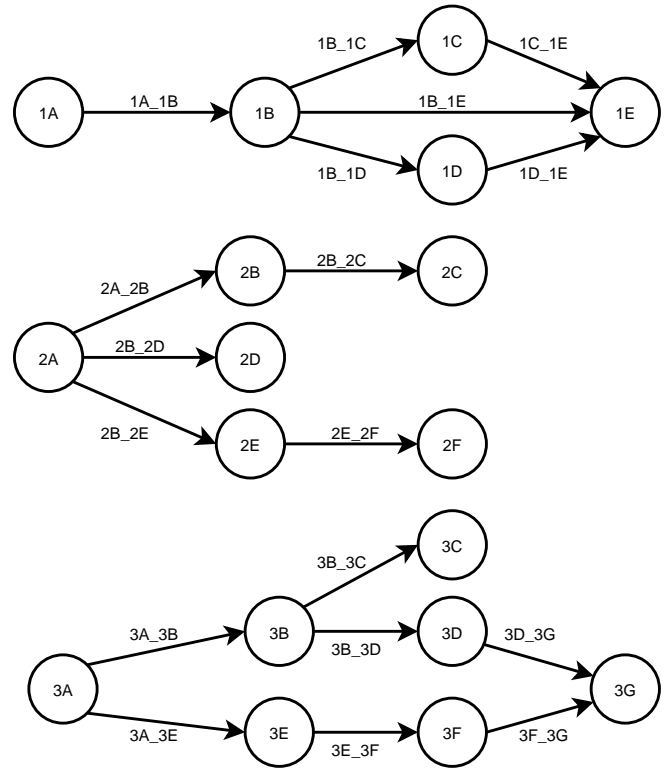 1A
1A_1B
1B
1B_1C
1C
1C_1E
1B_1E
1E
1B_1D
1D
1D_1E
2A
2A_2B
2B
2B_2C
2C
2B_2D
2D
2B_2E
2E
2E_2F
2F
3A
3A_3B
3B
3B_3C
3C
3B_3D
3D
3D_3G
3G
3A_3E
3E
3E_3F
3F
3F_3G